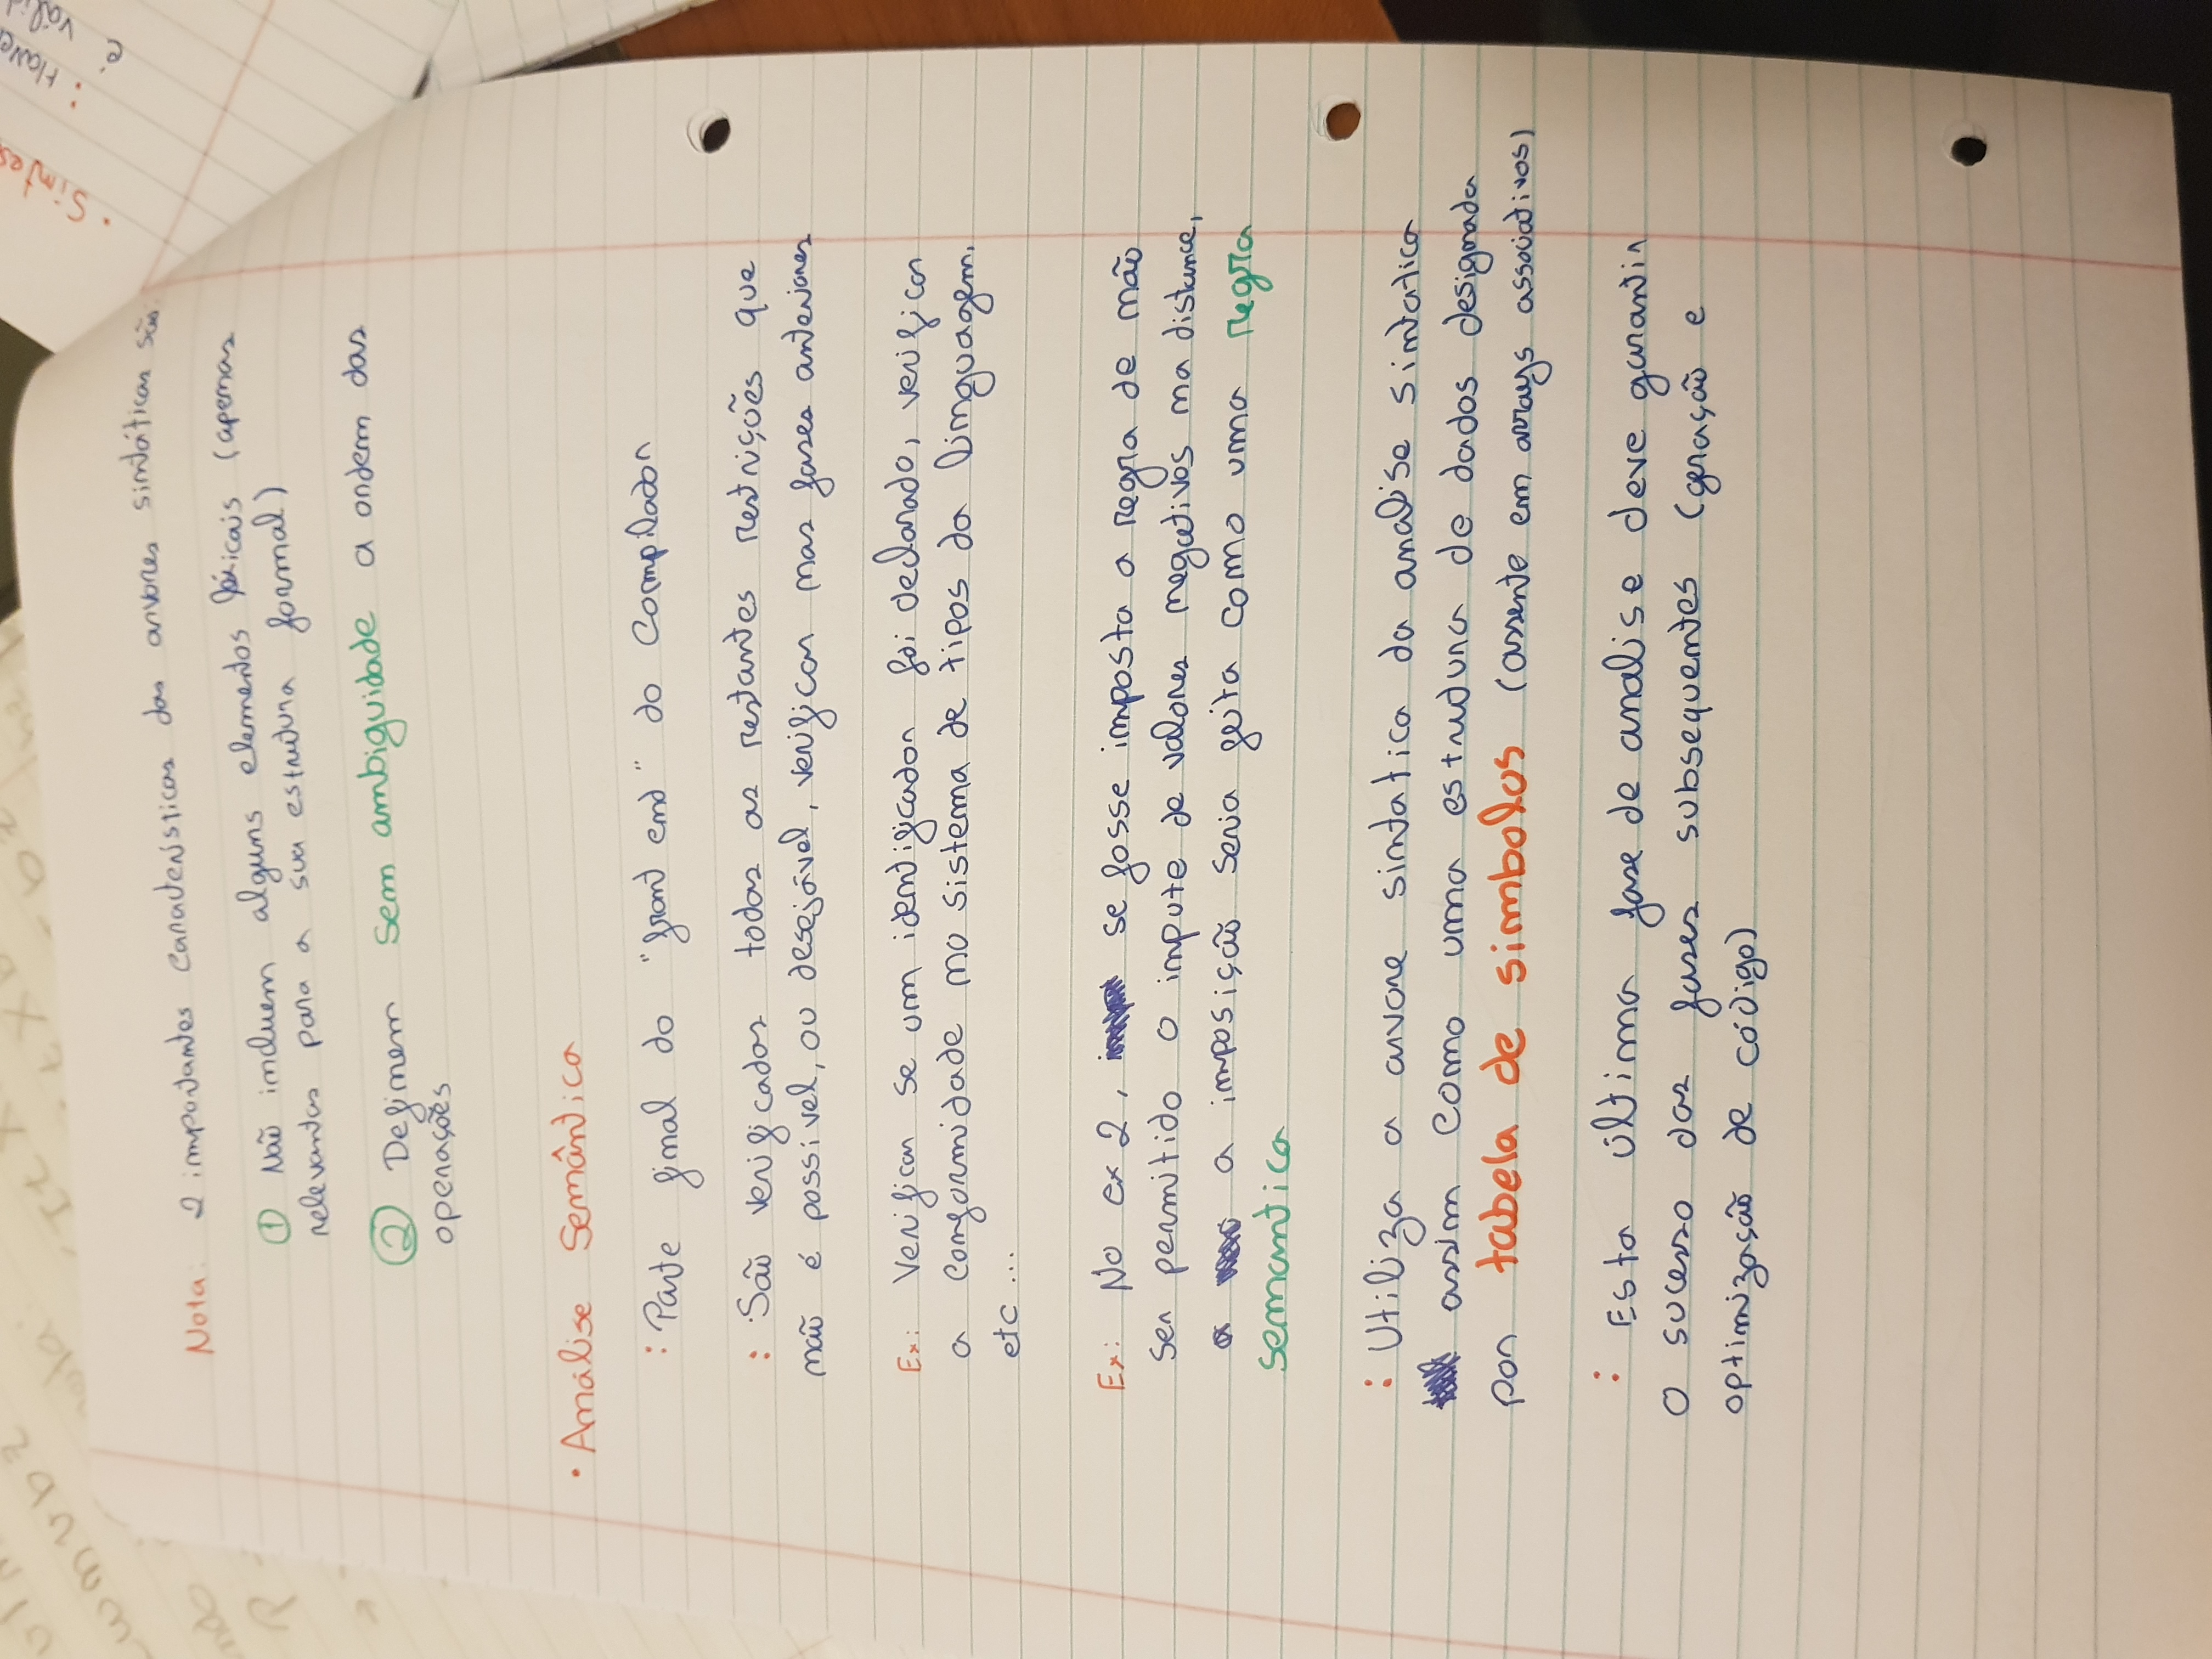 Nota: 2 importantes características das arvores sintáticas são
① Não incluem alguns elementos léxicais (apenas
relevantes para a sua estrutura formal)
② Definem sem ambiguidade a ordem das
operações
• Análise Semântica
: Parte final do "front end" do Compilador
: São verificadas todas as restantes restrições que
não é possível, ou desejável, verificar nas fases anteriores
Ex: Verificar se um identificador foi declarado, verificar
a conformidade no sistema de tipos da linguagem.
etc ...
Ex: No ex 2, se fosse imposta a regra de não
ser permitido o impute de valores negativos na distance,
a imposição seria feita como uma regra
semantica
: Utiliza a arvore sintatica da analise sintatica
assim como uma estrutura de dados designada
por tabela de simbolos (assente em arrays associativos)
: Esta última fase de analise deve garantir
o sucesso das fases subsequentes (geração e
optimização de código)
• Sintes
: Have
é váli